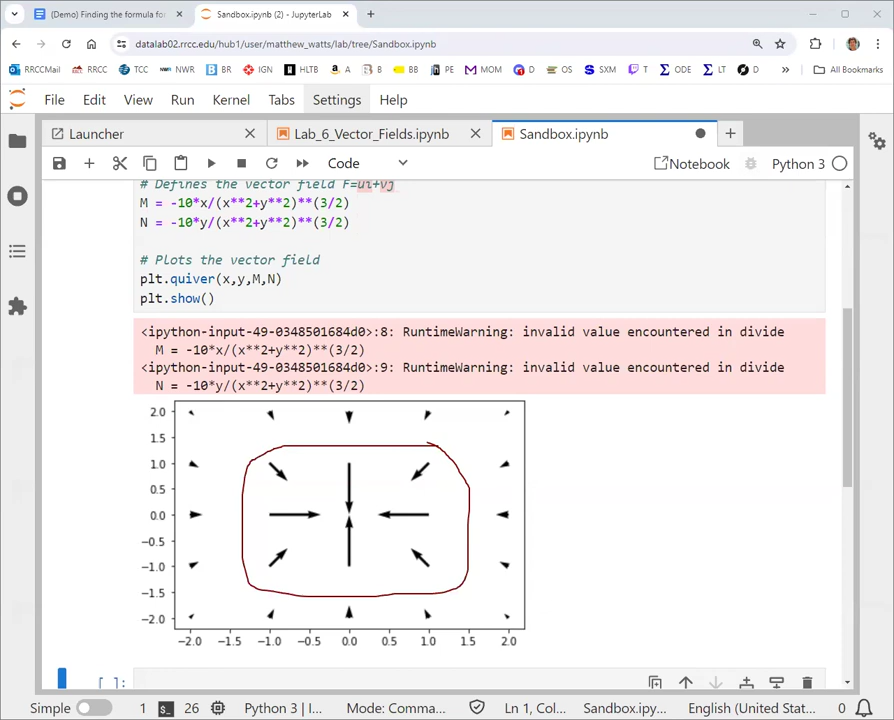 (Demo) Finding the formula for
Sandbox.ipynb (2) - JupyterLab
datalab02.rrcc.edu/hub1/user/matthew_watts/lab/tree/Sandbox.ipynb
RRCCMail RRCC TCC NWR BR IGN HLTB A B BB PE MOM D OS SXM T ODE LT D All Bookmarks
File Edit View Run Kernel Tabs Settings Help
Launcher Lab_6_Vector_Fields.ipynb Sandbox.ipynb
Code Notebook Python 3
# Defines the vector field F=ui+vj
M = -10*x/(x**2+y**2)**(3/2)
N = -10*y/(x**2+y**2)**(3/2)
# Plots the vector field
plt.quiver(x,y,M,N)
plt.show()
<ipython-input-49-0348501684d0>:8: RuntimeWarning: invalid value encountered in divide
M = -10*x/(x**2+y**2)**(3/2)
<ipython-input-49-0348501684d0>:9: RuntimeWarning: invalid value encountered in divide
N = -10*y/(x**2+y**2)**(3/2)
2.0
1.5
1.0
0.5
0.0
-0.5
-1.0
-1.5
-2.0
-2.0 -1.5 -1.0 -0.5 0.0 0.5 1.0 1.5 2.0
[ ]:
Simple 1 26 Python 3 | I... Mode: Comma... Ln 1, Col... Sandbox.ipy... English (United Stat... 0